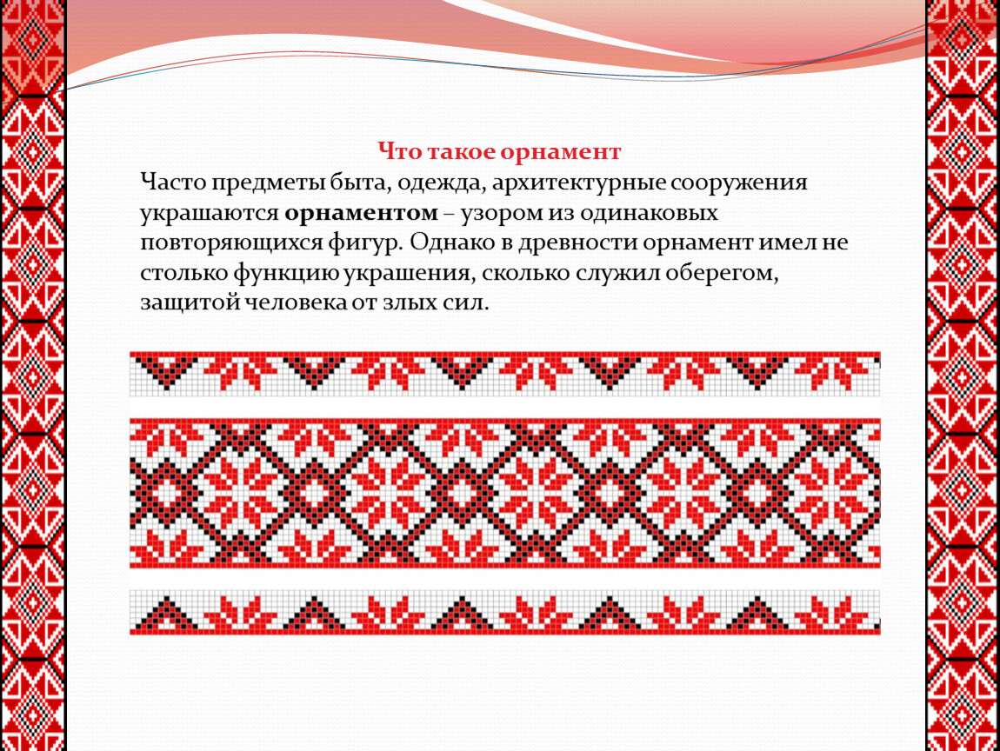 Что такое орнамент
Часто предметы быта, одежда, архитектурные сооружения
украшаются орнаментом – узором из одинаковых
повторяющихся фигур. Однако в древности орнамент имел не
столько функцию украшения, сколько служил оберегом,
защитой человека от злых сил.